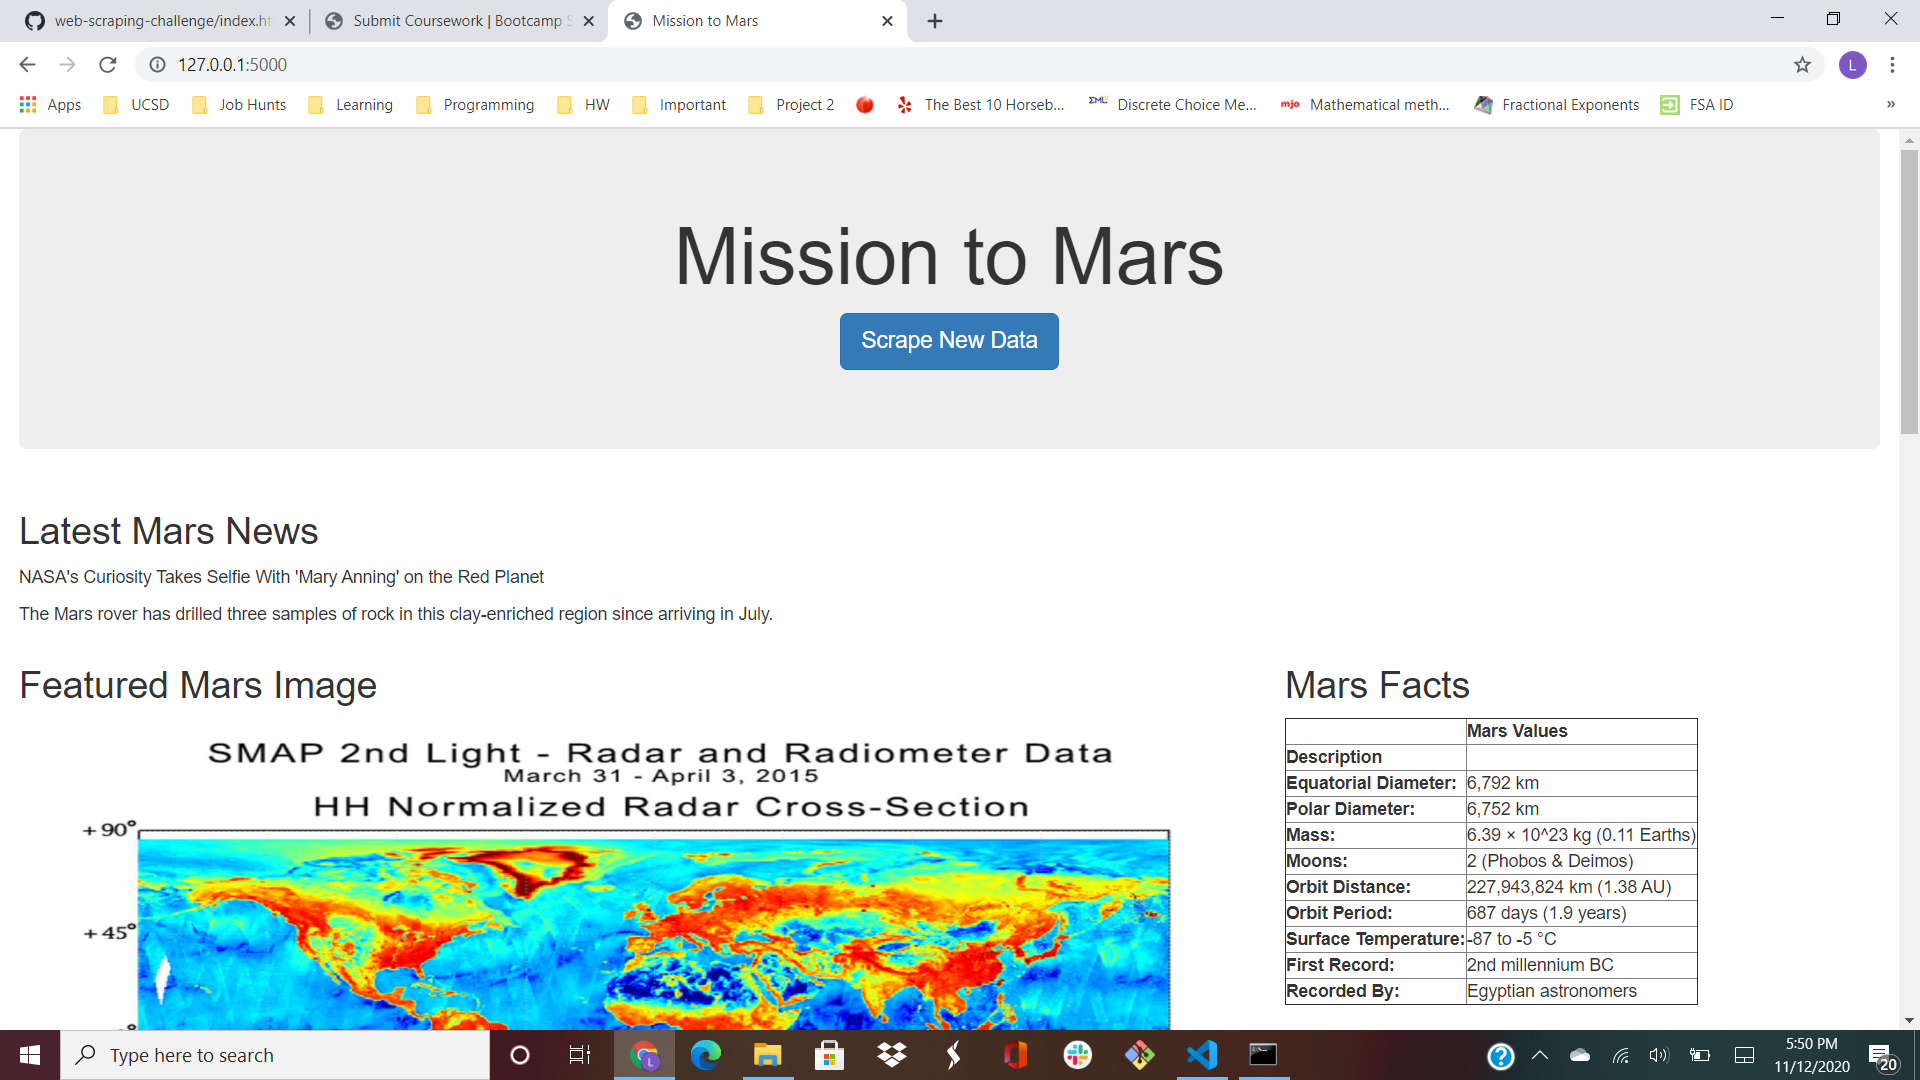 web-scraping-challenge/index.ht
Submit Coursework | Bootcamp S
Mission to Mars
127.0.0.1:5000
L
Apps
UCSD
Job Hunts
Learning
Programming
HW
Important
Project 2
The Best 10 Horseb...
ΣML
Discrete Choice Me...
mjo
Mathematical meth...
Fractional Exponents
FSA ID
»
Mission to Mars
Scrape New Data
Latest Mars News
NASA's Curiosity Takes Selfie With 'Mary Anning' on the Red Planet
The Mars rover has drilled three samples of rock in this clay-enriched region since arriving in July.
Featured Mars Image
SMAP 2nd Light - Radar and Radiometer Data
March 31 - April 3, 2015
HH Normalized Radar Cross-Section
+90°
+45°
Mars Facts
Mars Values
Description
Equatorial Diameter: 6,792 km
Polar Diameter: 6,752 km
Mass: 6.39 × 10^23 kg (0.11 Earths)
Moons: 2 (Phobos & Deimos)
Orbit Distance: 227,943,824 km (1.38 AU)
Orbit Period: 687 days (1.9 years)
Surface Temperature: -87 to -5 °C
First Record: 2nd millennium BC
Recorded By: Egyptian astronomers
Type here to search
L
?
5:50 PM
11/12/2020
20